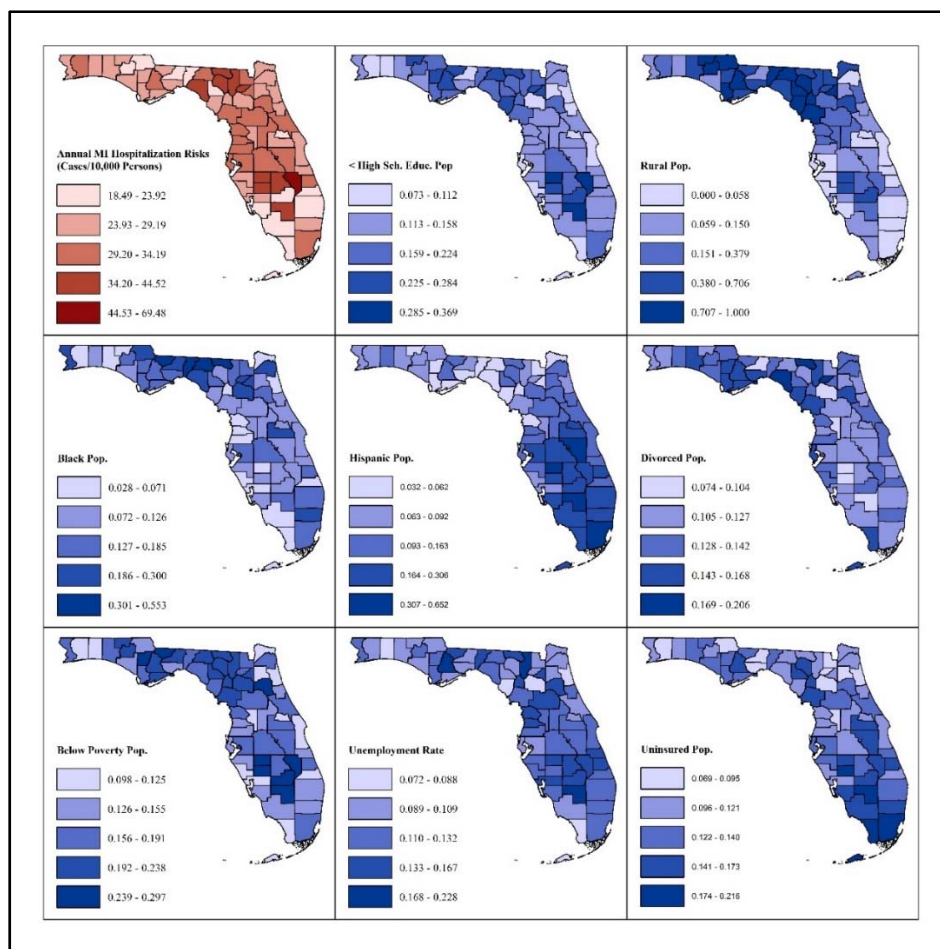 Annual MI Hospitalization Risks
(Cases/10,000 Persons)
18.49 - 23.92
23.93 - 29.19
29.20 - 34.19
34.20 - 44.52
44.53 - 69.48
< High Sch. Educ. Pop
0.073 - 0.112
0.113 - 0.158
0.159 - 0.224
0.225 - 0.284
0.285 - 0.369
Rural Pop.
0.000 - 0.058
0.059 - 0.150
0.151 - 0.379
0.380 - 0.706
0.707 - 1.000
Black Pop.
0.028 - 0.071
0.072 - 0.126
0.127 - 0.185
0.186 - 0.300
0.301 - 0.553
Hispanic Pop.
0.032 - 0.062
0.063 - 0.092
0.093 - 0.163
0.164 - 0.306
0.307 - 0.652
Divorced Pop.
0.074 - 0.104
0.105 - 0.127
0.128 - 0.142
0.143 - 0.168
0.169 - 0.206
Below Poverty Pop.
0.098 - 0.125
0.126 - 0.155
0.156 - 0.191
0.192 - 0.238
0.239 - 0.297
Unemployment Rate
0.072 - 0.088
0.089 - 0.109
0.110 - 0.132
0.133 - 0.167
0.168 - 0.228
Uninsured Pop.
0.069 - 0.095
0.096 - 0.121
0.122 - 0.140
0.141 - 0.173
0.174 - 0.216